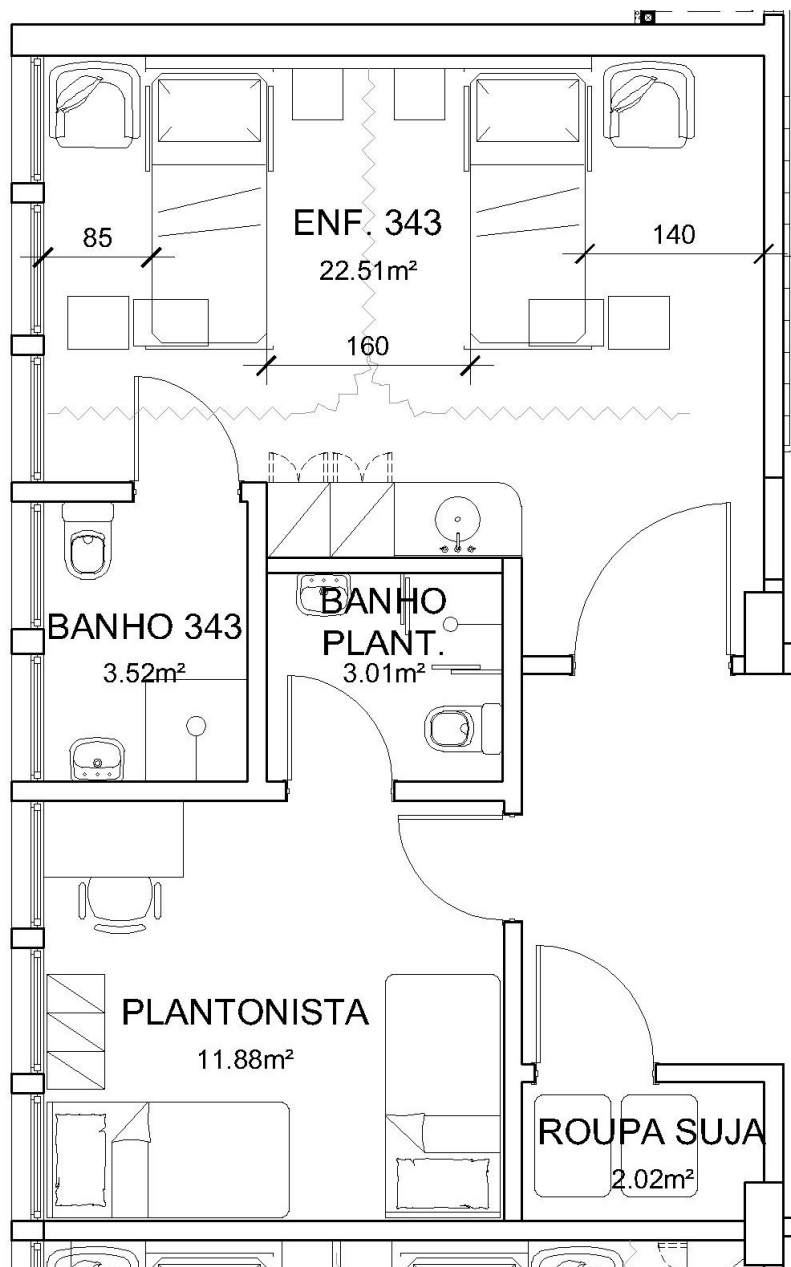 ENF. 343
22.51m²
85
140
160
BANHO 343
3.52m²
BANHO
PLANT.
3.01m²
PLANTONISTA
11.88m²
ROUPA SUJA
2.02m²